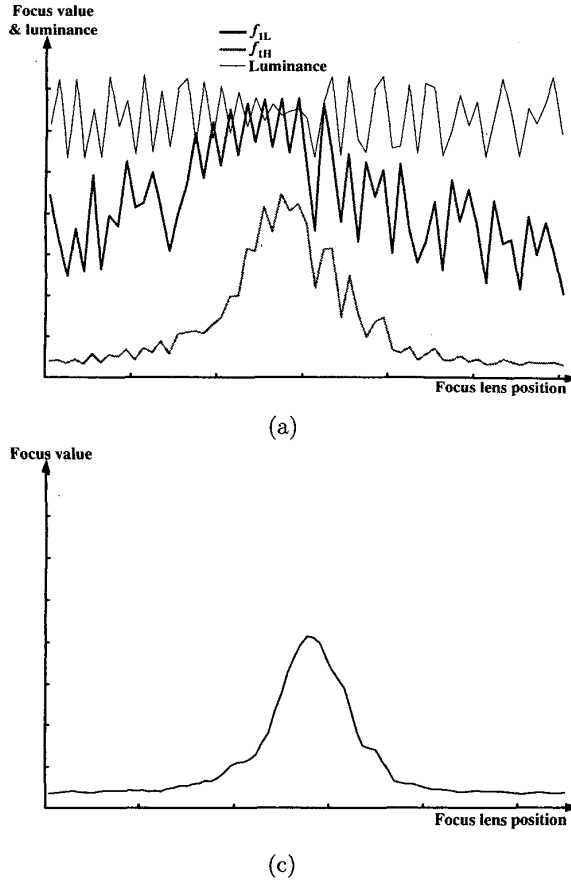 Focus value
& luminance
f1L
f1H
Luminance
Focus lens position
(a)
Focus value
Focus lens position
(c)